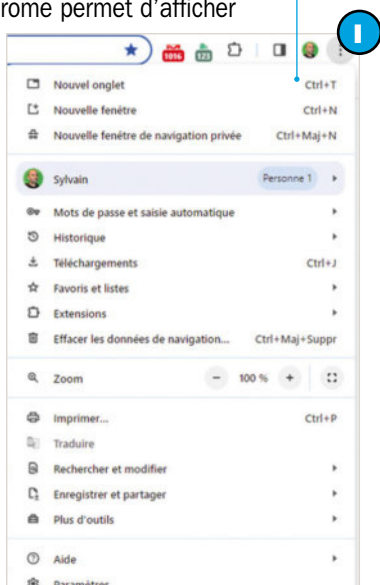 rome permet d'afficher
1
1016 123
Nouvel onglet Ctrl+T
Nouvelle fenêtre Ctrl+N
Nouvelle fenêtre de navigation privée Ctrl+Maj+N
Sylvain Personne 1
Mots de passe et saisie automatique
Historique
Téléchargements Ctrl+J
Favoris et listes
Extensions
Effacer les données de navigation... Ctrl+Maj+Suppr
Zoom - 100 % +
Imprimer... Ctrl+P
Traduire
Rechercher et modifier
Enregistrer et partager
Plus d'outils
Aide
Paramètres